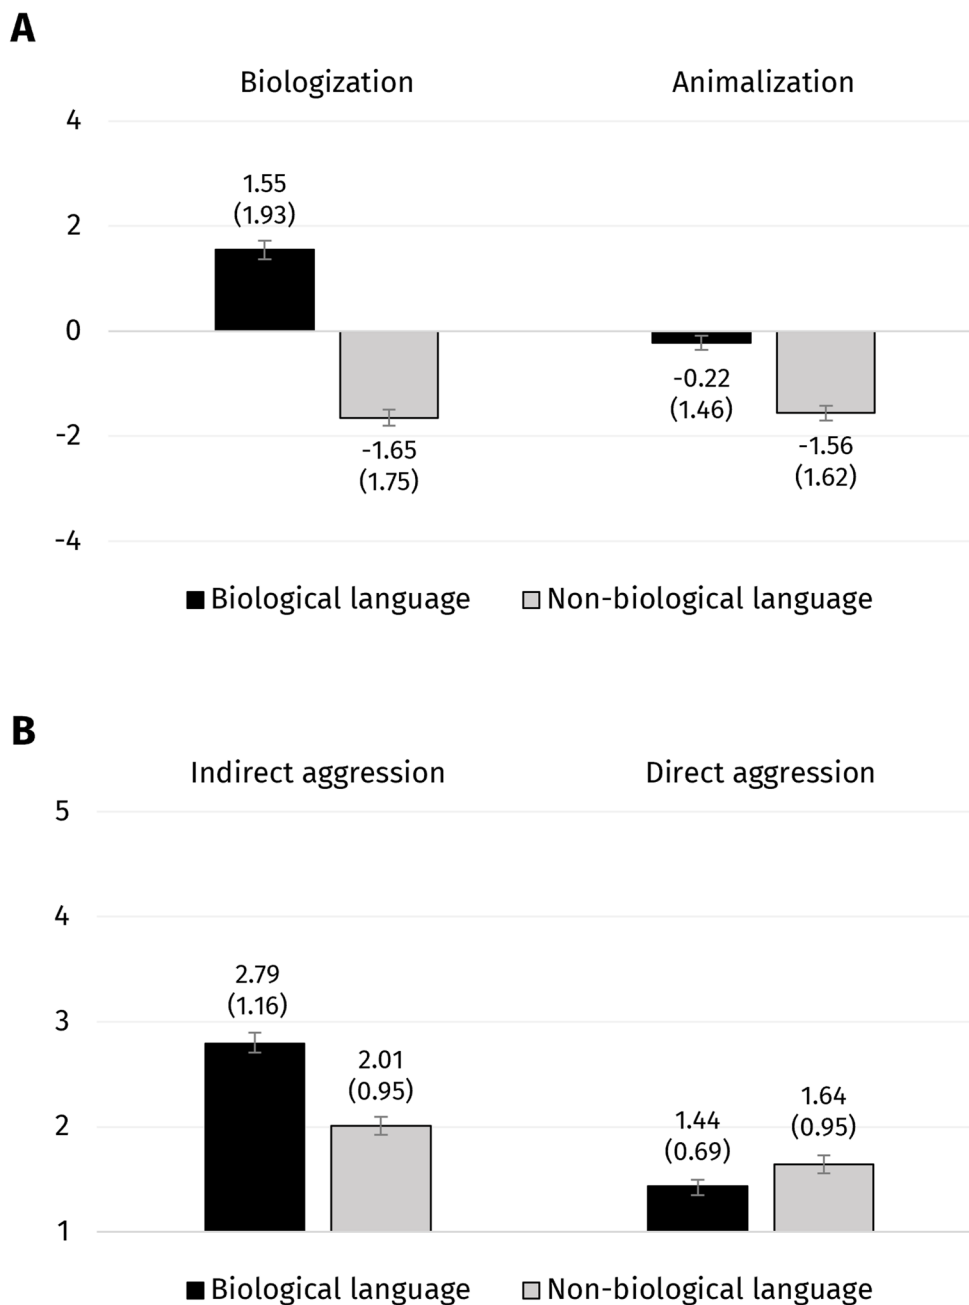 A
Biologization
Animalization
4
2
0
-2
-4
1.55
(1.93)
-1.65
(1.75)
-0.22
(1.46)
-1.56
(1.62)
Biological language
Non-biological language
B
Indirect aggression
Direct aggression
5
4
3
2
1
2.79
(1.16)
2.01
(0.95)
1.44
(0.69)
1.64
(0.95)
Biological language
Non-biological language